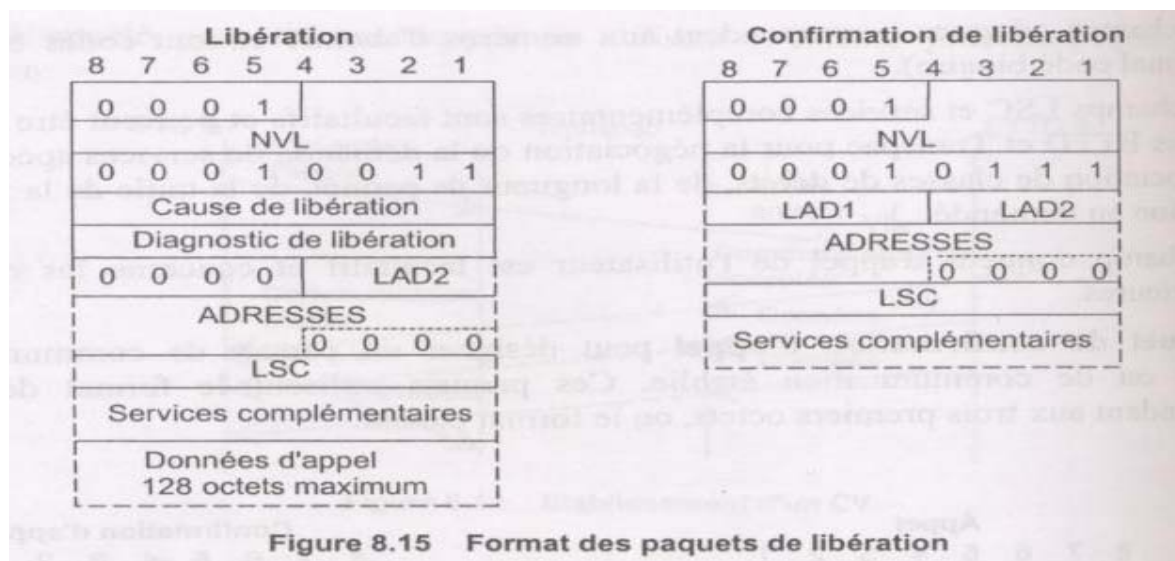 Libération
8 7 6 5 4 3 2 1
0 0 0 1
NVL
0 0 0 1 0 0 1 1
Cause de libération
Diagnostic de libération
0 0 0 0 LAD2
ADRESSES
0 0 0 0
LSC
Services complémentaires
Données d'appel
128 octets maximum
Confirmation de libération
8 7 6 5 4 3 2 1
0 0 0 1
NVL
0 0 0 1 0 1 1 1
LAD1 LAD2
ADRESSES
0 0 0 0
LSC
Services complémentaires
Figure 8.15 Format des paquets de libération